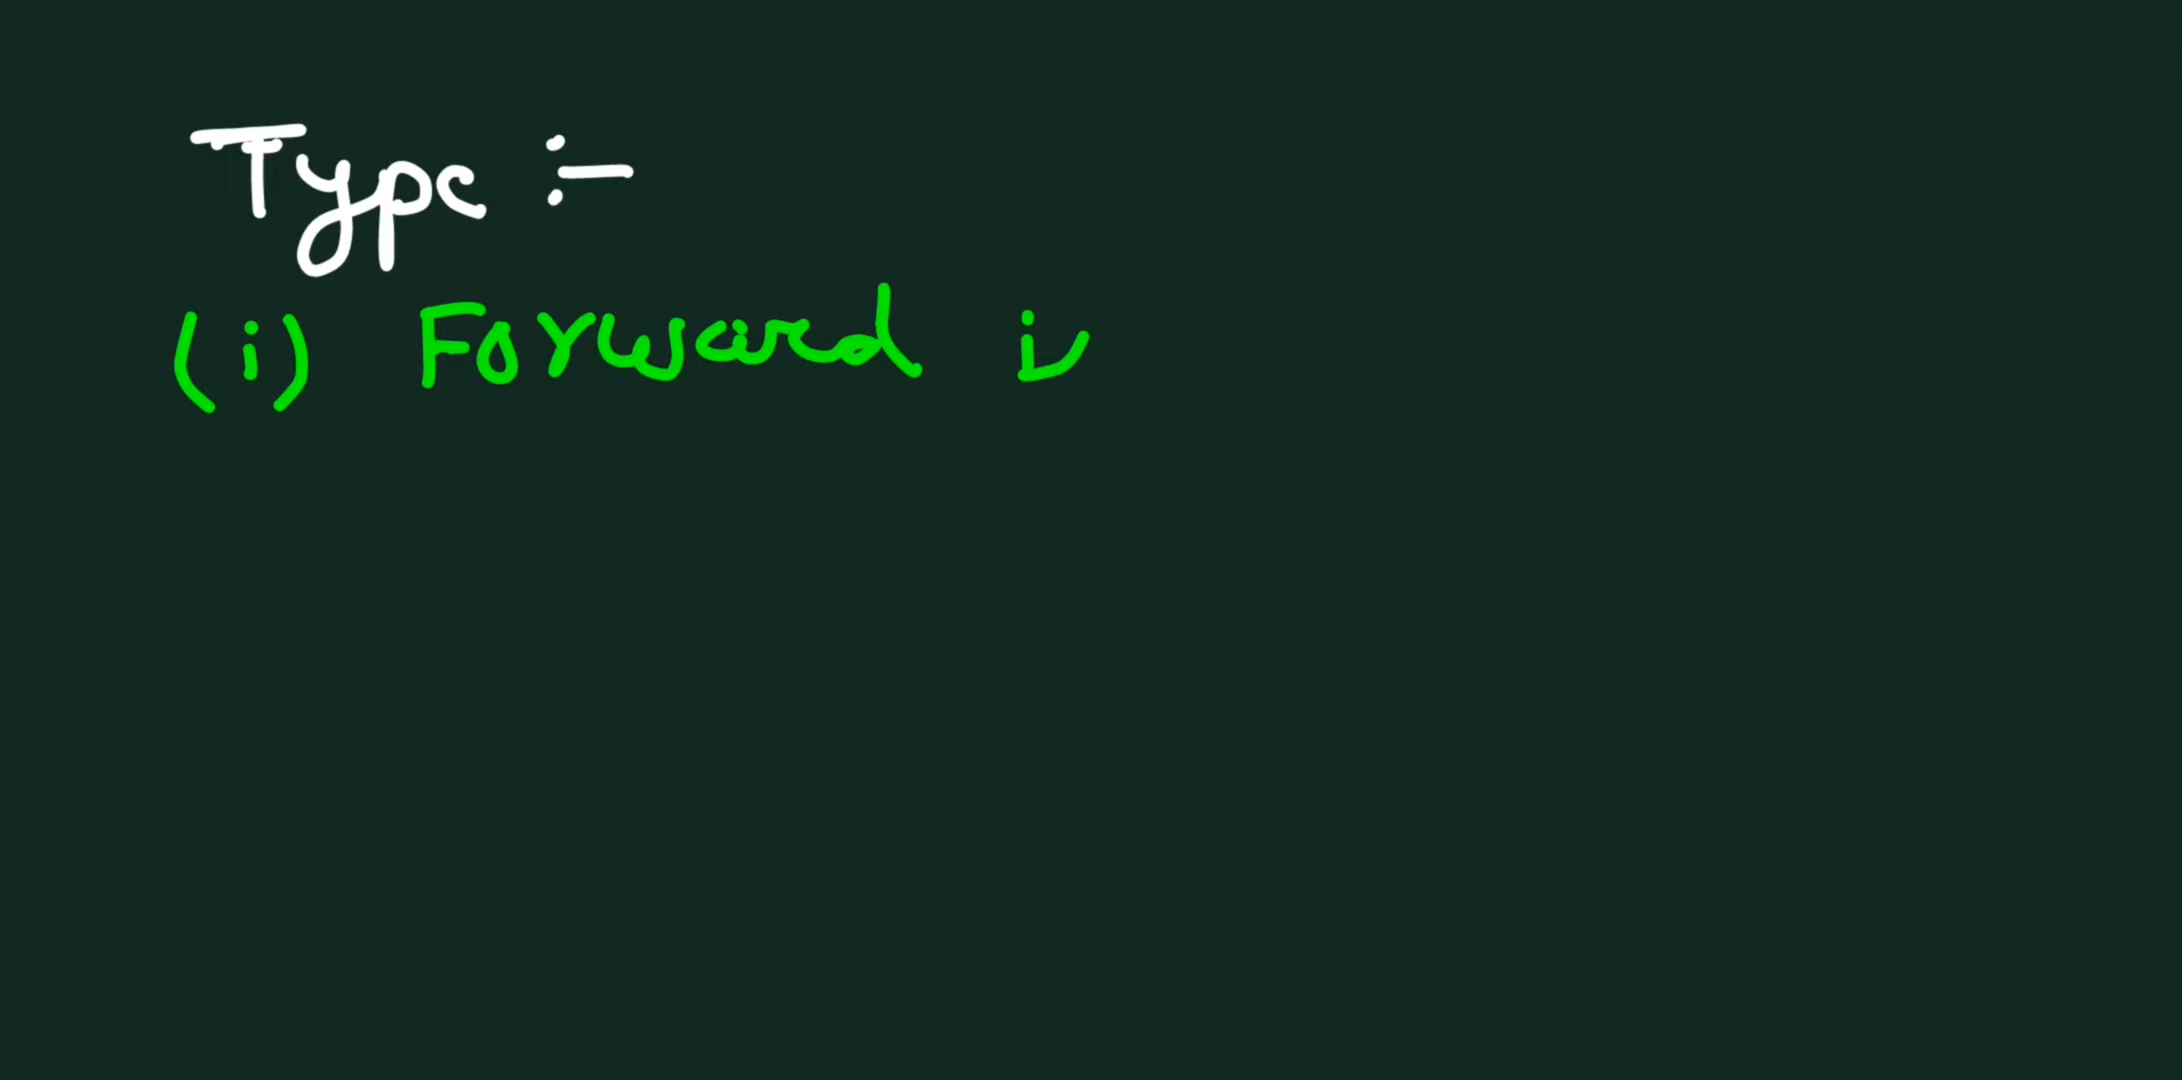 Type :-
(i) Forward i